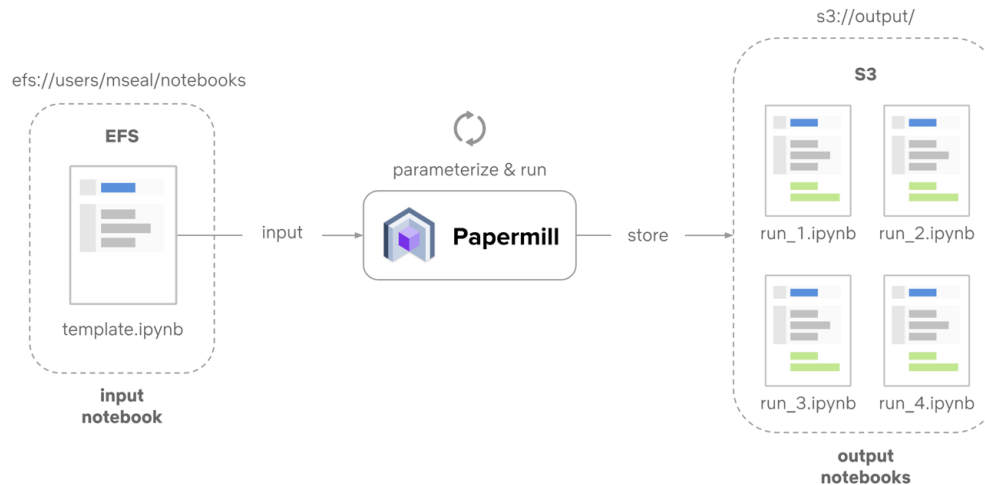 efs://users/mseal/notebooks
EFS
template.ipynb
input
notebook
input
parameterize & run
Papermill
store
s3://output/
S3
run_1.ipynb
run_2.ipynb
run_3.ipynb
run_4.ipynb
output
notebooks